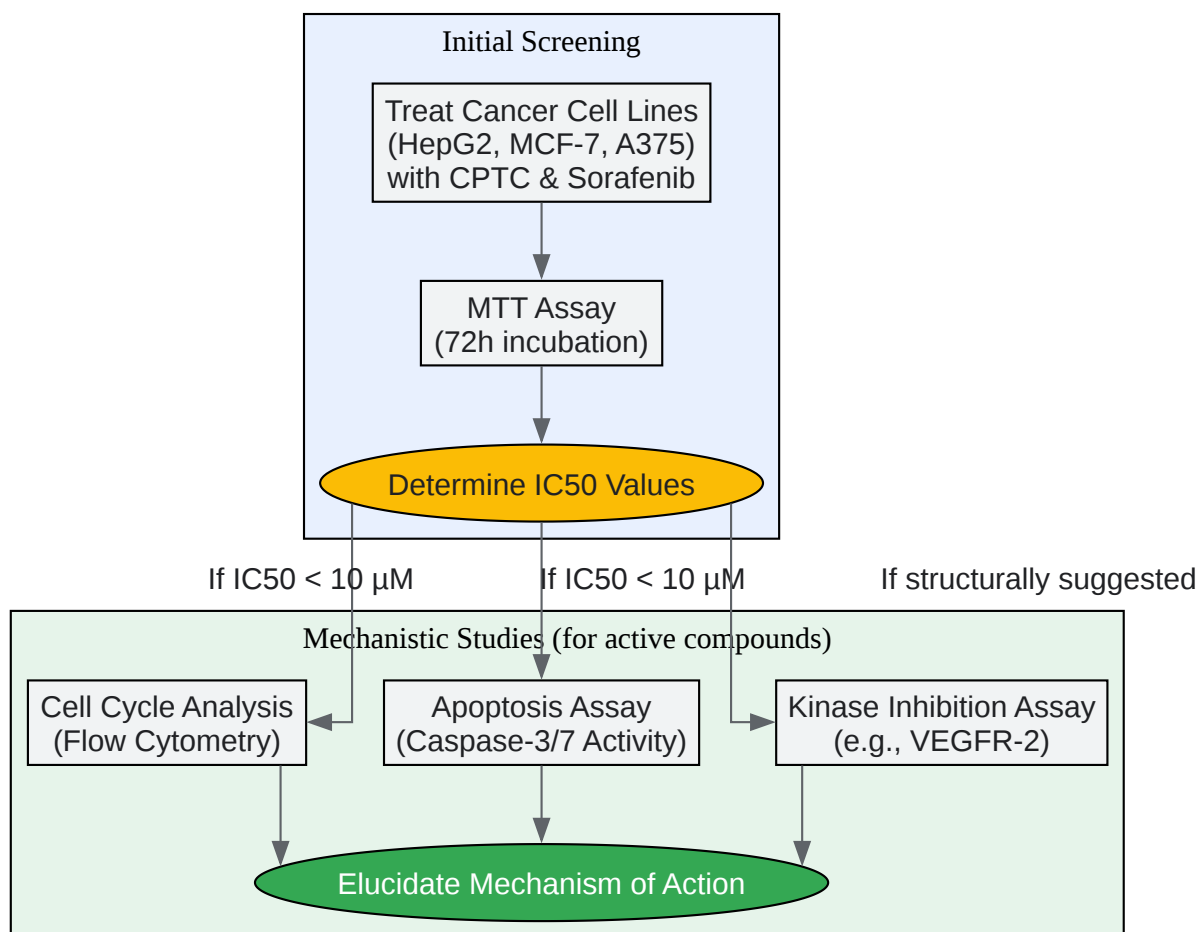 Initial Screening
Treat Cancer Cell Lines
(HepG2, MCF-7, A375)
with CPTC & Sorafenib
MTT Assay
(72h incubation)
Determine IC50 Values
If IC50 < 10 µM
If IC50 < 10 µM
If structurally suggested
Mechanistic Studies (for active compounds)
Cell Cycle Analysis
(Flow Cytometry)
Apoptosis Assay
(Caspase-3/7 Activity)
Kinase Inhibition Assay
(e.g., VEGFR-2)
Elucidate Mechanism of Action